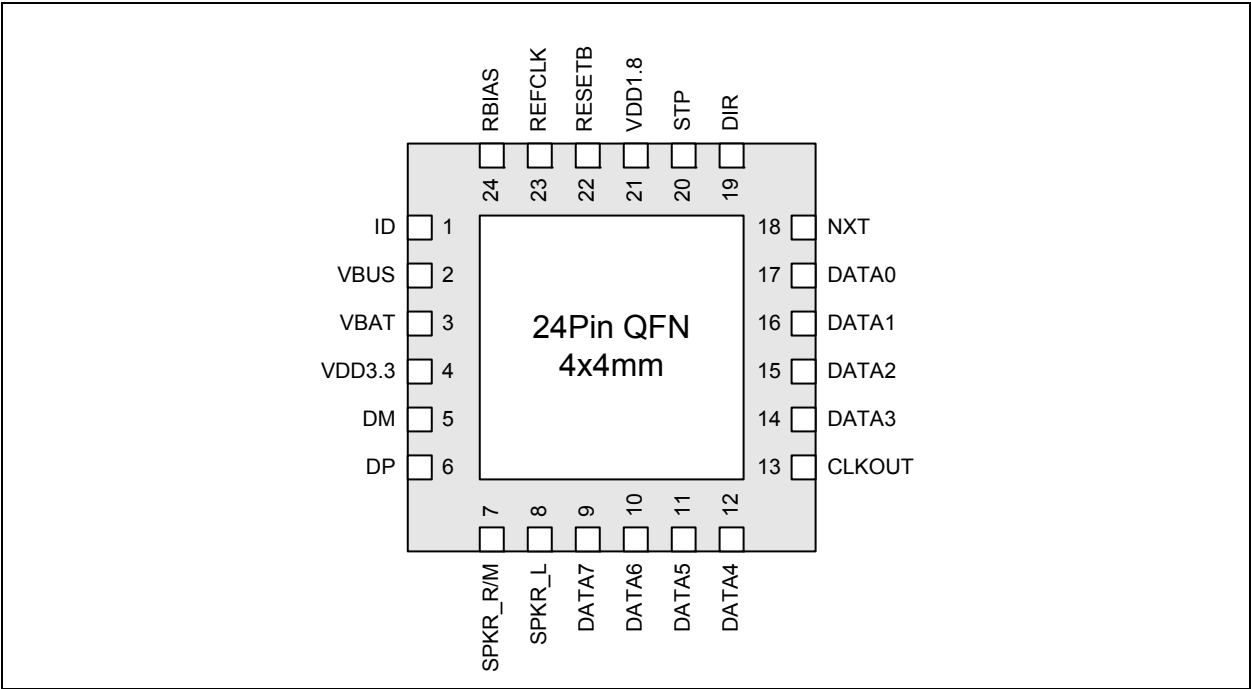 RBIAS
REFCLK
RESETB
VDD1.8
STP
DIR
24
23
22
21
20
19
ID 1
VBUS 2
VBAT 3
VDD3.3 4
DM 5
DP 6
24Pin QFN
4x4mm
18 NXT
17 DATA0
16 DATA1
15 DATA2
14 DATA3
13 CLKOUT
7
8
9
10
11
12
SPKR_R/M
SPKR_L
DATA7
DATA6
DATA5
DATA4